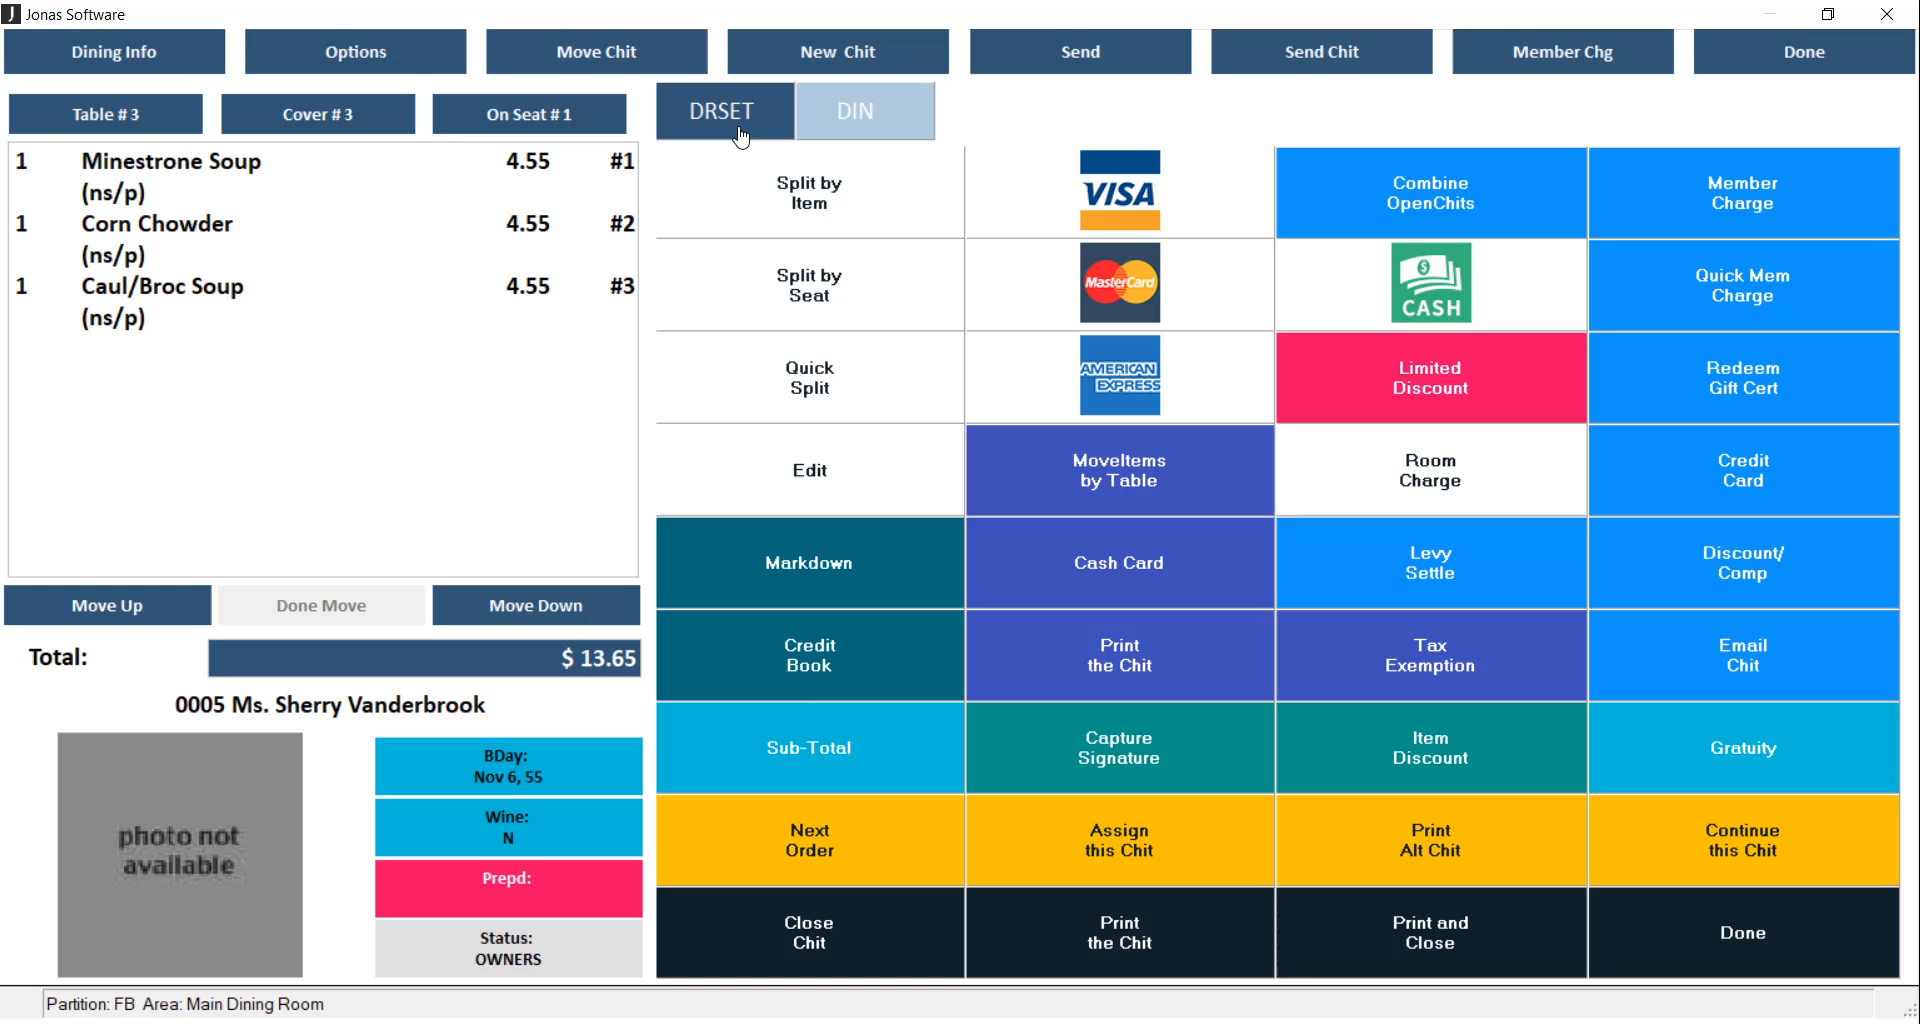 Jonas Software
Dining Info
Options
Move Chit
New Chit
Send
Send Chit
Member Chg
Done
Table # 3
Cover # 3
On Seat # 1
DRSET
DIN
1 Minestrone Soup 4.55 #1
(ns/p)
1 Corn Chowder 4.55 #2
(ns/p)
1 Caul/Broc Soup 4.55 #3
(ns/p)
Move Up
Done Move
Move Down
Total: $ 13.65
0005 Ms. Sherry Vanderbrook
photo not
available
BDay:
Nov 6, 55
Wine:
N
Prepd:
Status:
OWNERS
Split by
Item
VISA
Combine
OpenChits
Member
Charge
Split by
Seat
MasterCard
$
CASH
Quick Mem
Charge
Quick
Split
AMERICAN
EXPRESS
Limited
Discount
Redeem
Gift Cert
Edit
MoveItems
by Table
Room
Charge
Credit
Card
Markdown
Cash Card
Levy
Settle
Discount/
Comp
Credit
Book
Print
the Chit
Tax
Exemption
Email
Chit
Sub-Total
Capture
Signature
Item
Discount
Gratuity
Next
Order
Assign
this Chit
Print
Alt Chit
Continue
this Chit
Close
Chit
Print
the Chit
Print and
Close
Done
Partition: FB Area: Main Dining Room